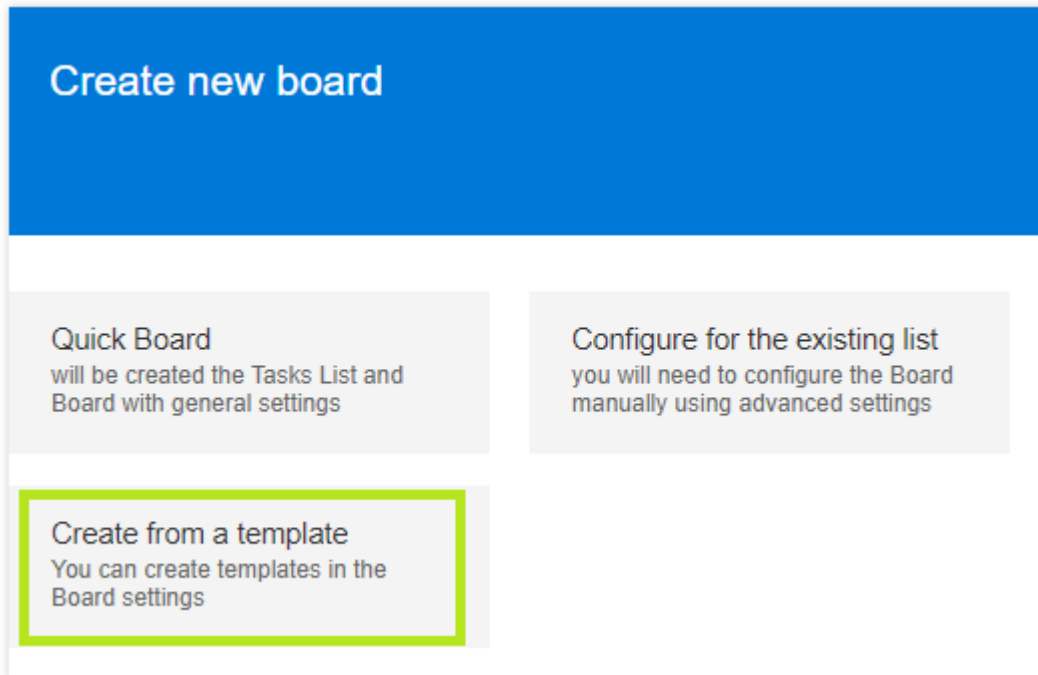 Create new board
Quick Board
will be created the Tasks List and
Board with general settings
Configure for the existing list
you will need to configure the Board
manually using advanced settings
Create from a template
You can create templates in the
Board settings